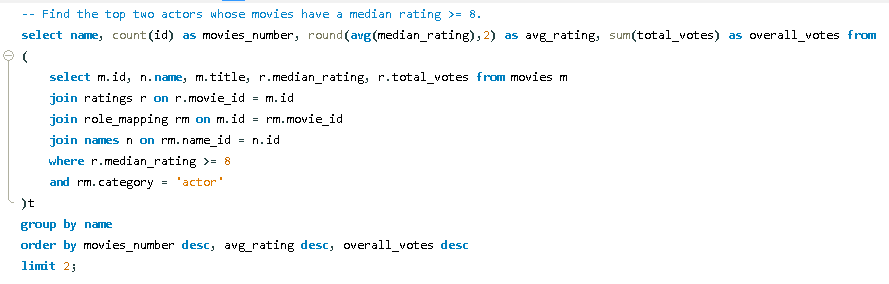 -- Find the top two actors whose movies have a median rating >= 8.
select name, count(id) as movies_number, round(avg(median_rating),2) as avg_rating, sum(total_votes) as overall_votes from
(
select m.id, n.name, m.title, r.median_rating, r.total_votes from movies m
join ratings r on r.movie_id = m.id
join role_mapping rm on m.id = rm.movie_id
join names n on rm.name_id = n.id
where r.median_rating >= 8
and rm.category = 'actor'
)t
group by name
order by movies_number desc, avg_rating desc, overall_votes desc
limit 2;